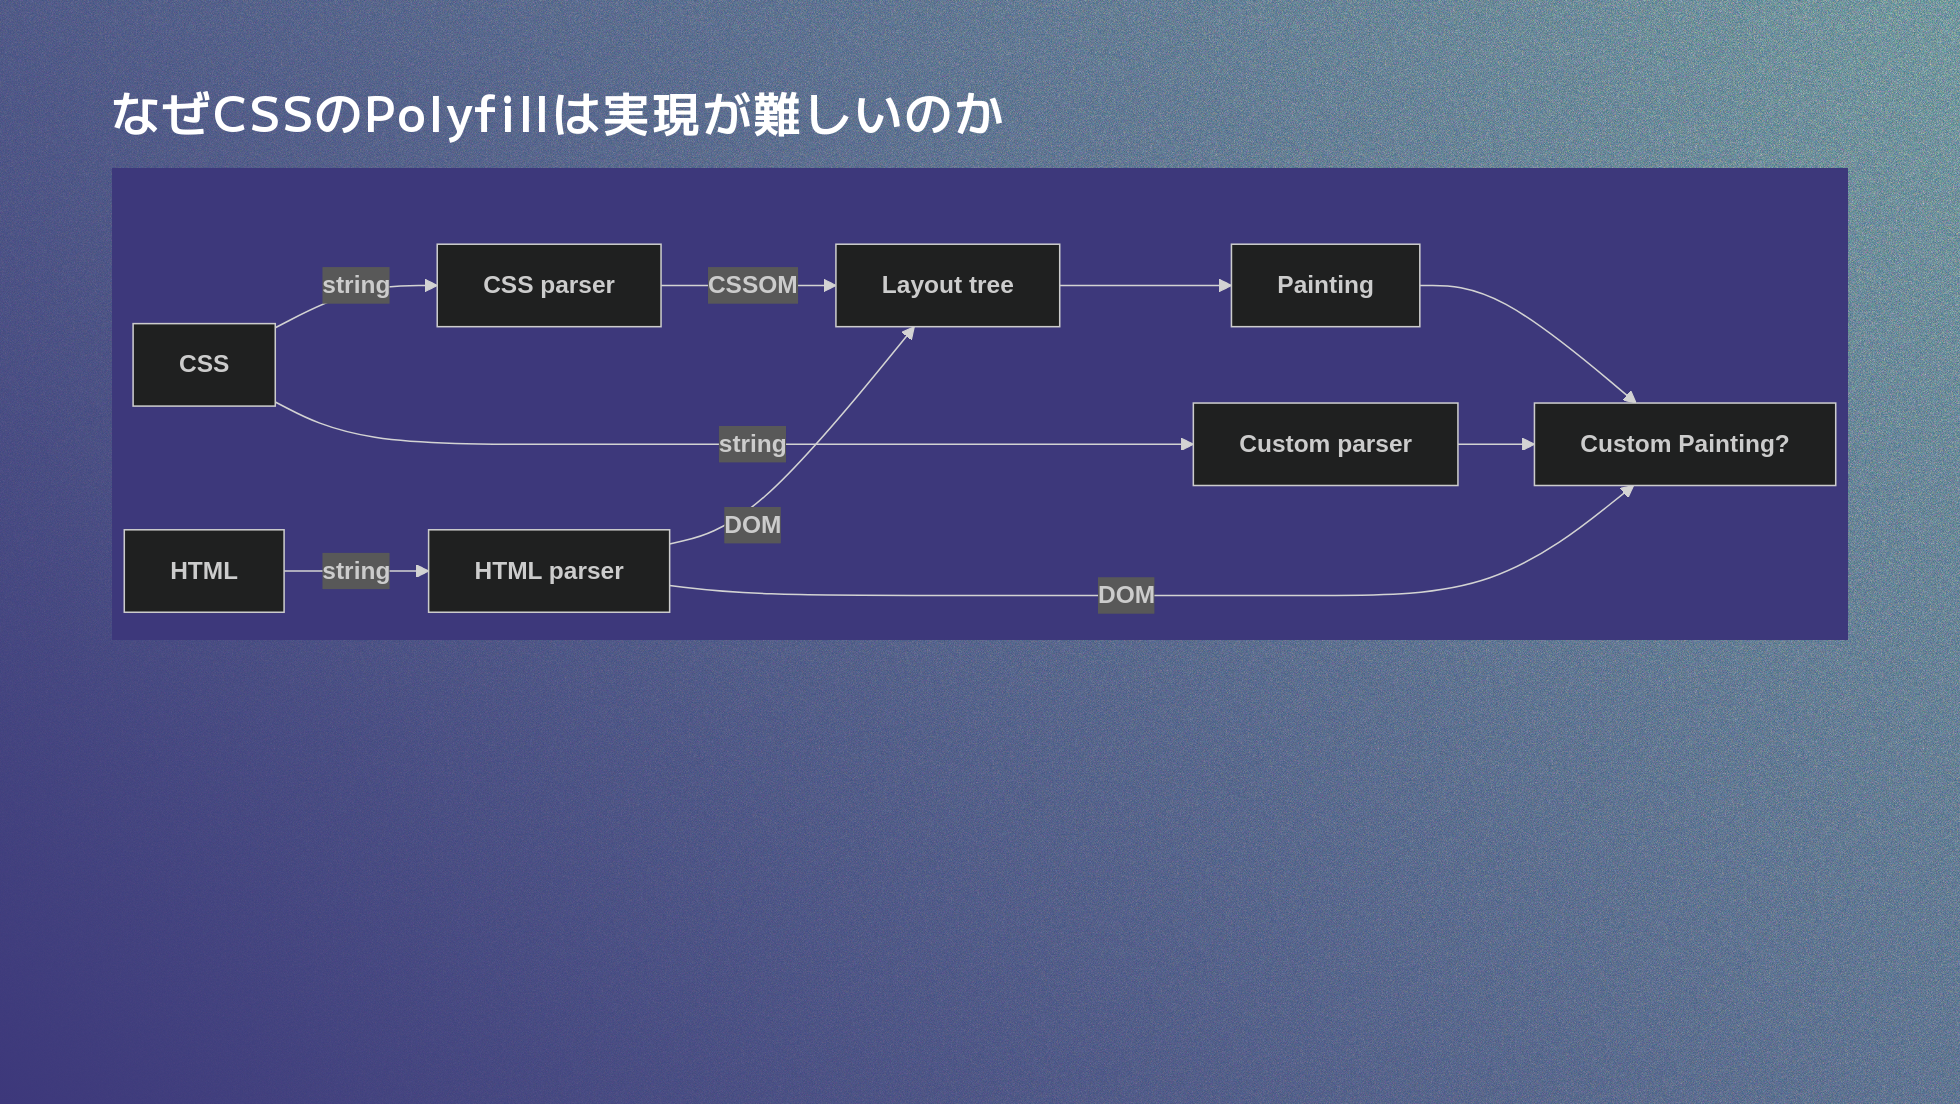 なぜCSSのPolyfillは実現が難しいのか
string
CSS parser
CSSOM
Layout tree
Painting
CSS
string
Custom parser
Custom Painting?
DOM
HTML
string
HTML parser
DOM